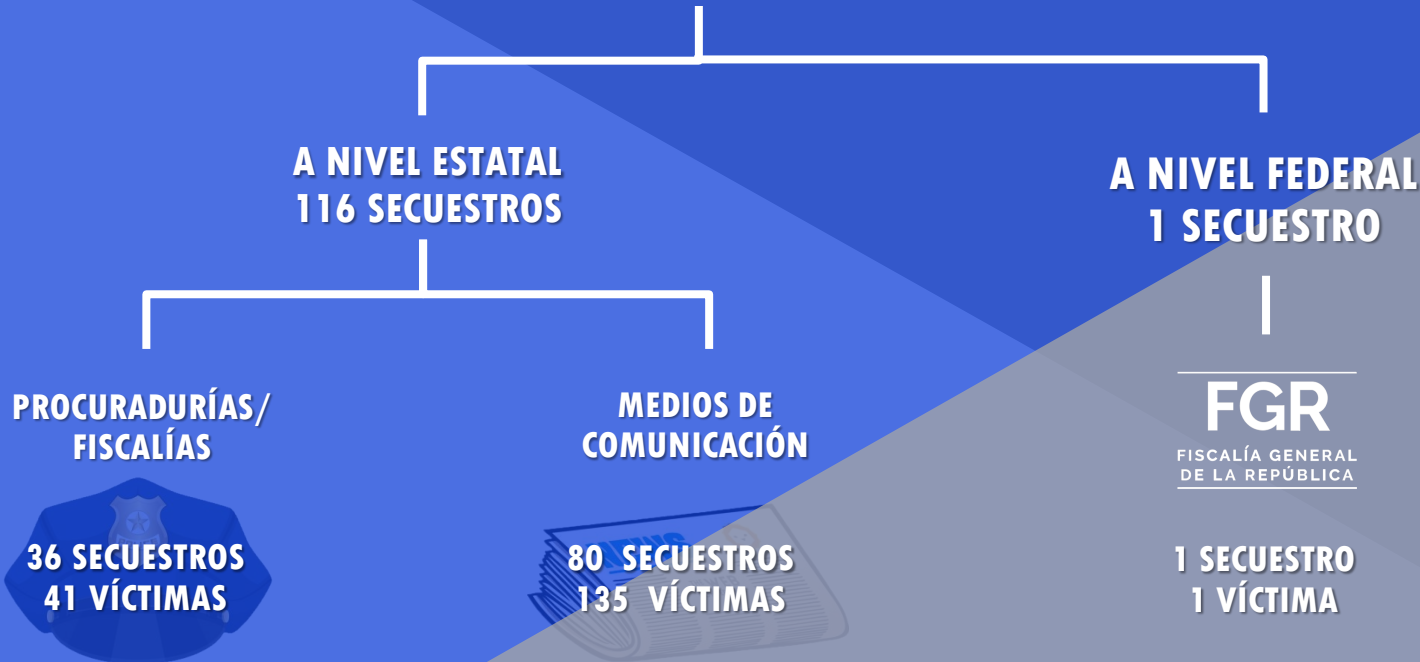 A NIVEL ESTATAL
116 SECUESTROS
A NIVEL FEDERAL
1 SECUESTRO
PROCURADURÍAS/
FISCALÍAS
36 SECUESTROS
41 VÍCTIMAS
MEDIOS DE
COMUNICACIÓN
NEWS
80 SECUESTROS
135 VÍCTIMAS
FGR
FISCALÍA GENERAL
DE LA REPÚBLICA
1 SECUESTRO
1 VÍCTIMA